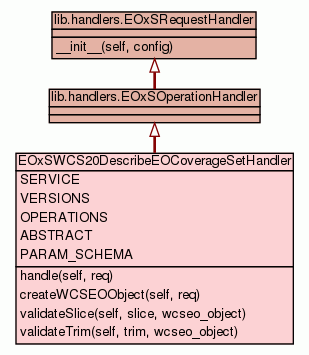 lib.handlers.EOxSRequestHandler
__init__(self, config)
lib.handlers.EOxSOperationHandler
EOxSWCS20DescribeEOCoverageSetHandler
SERVICE
VERSIONS
OPERATIONS
ABSTRACT
PARAM_SCHEMA
handle(self, req)
createWCSEOObject(self, req)
validateSlice(self, slice, wcseo_object)
validateTrim(self, trim, wcseo_object)